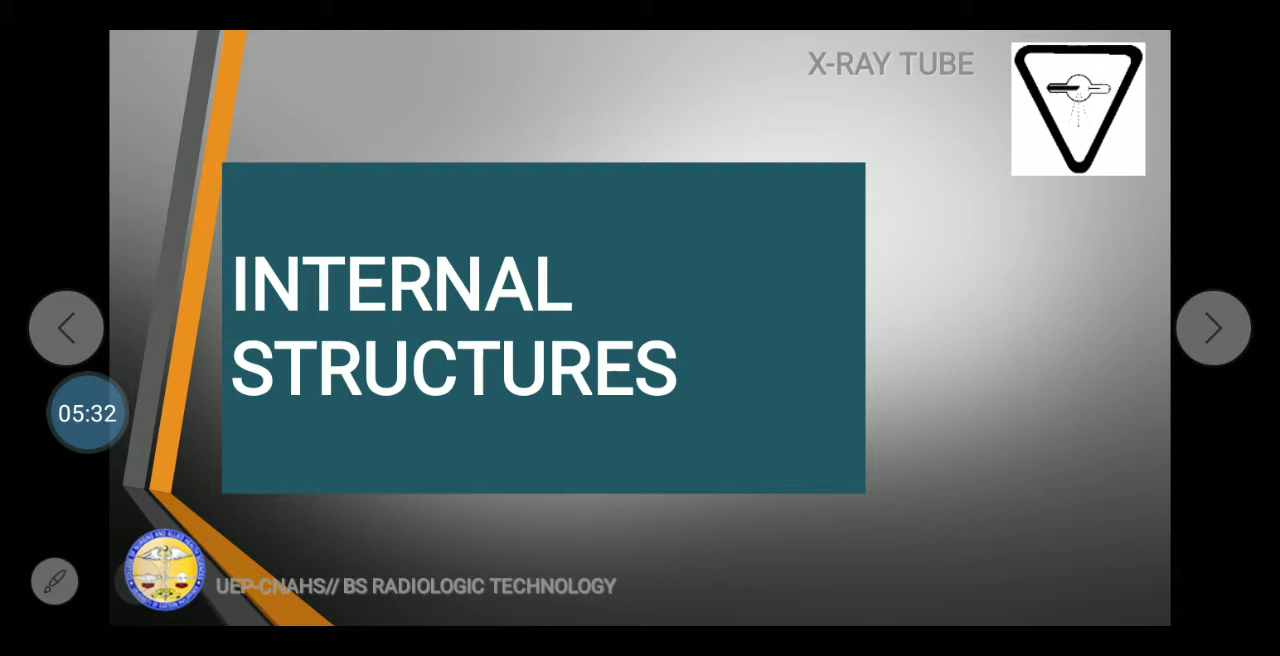 X-RAY TUBE
INTERNAL
STRUCTURES
05:32
UEP-CNAHS// BS RADIOLOGIC TECHNOLOGY